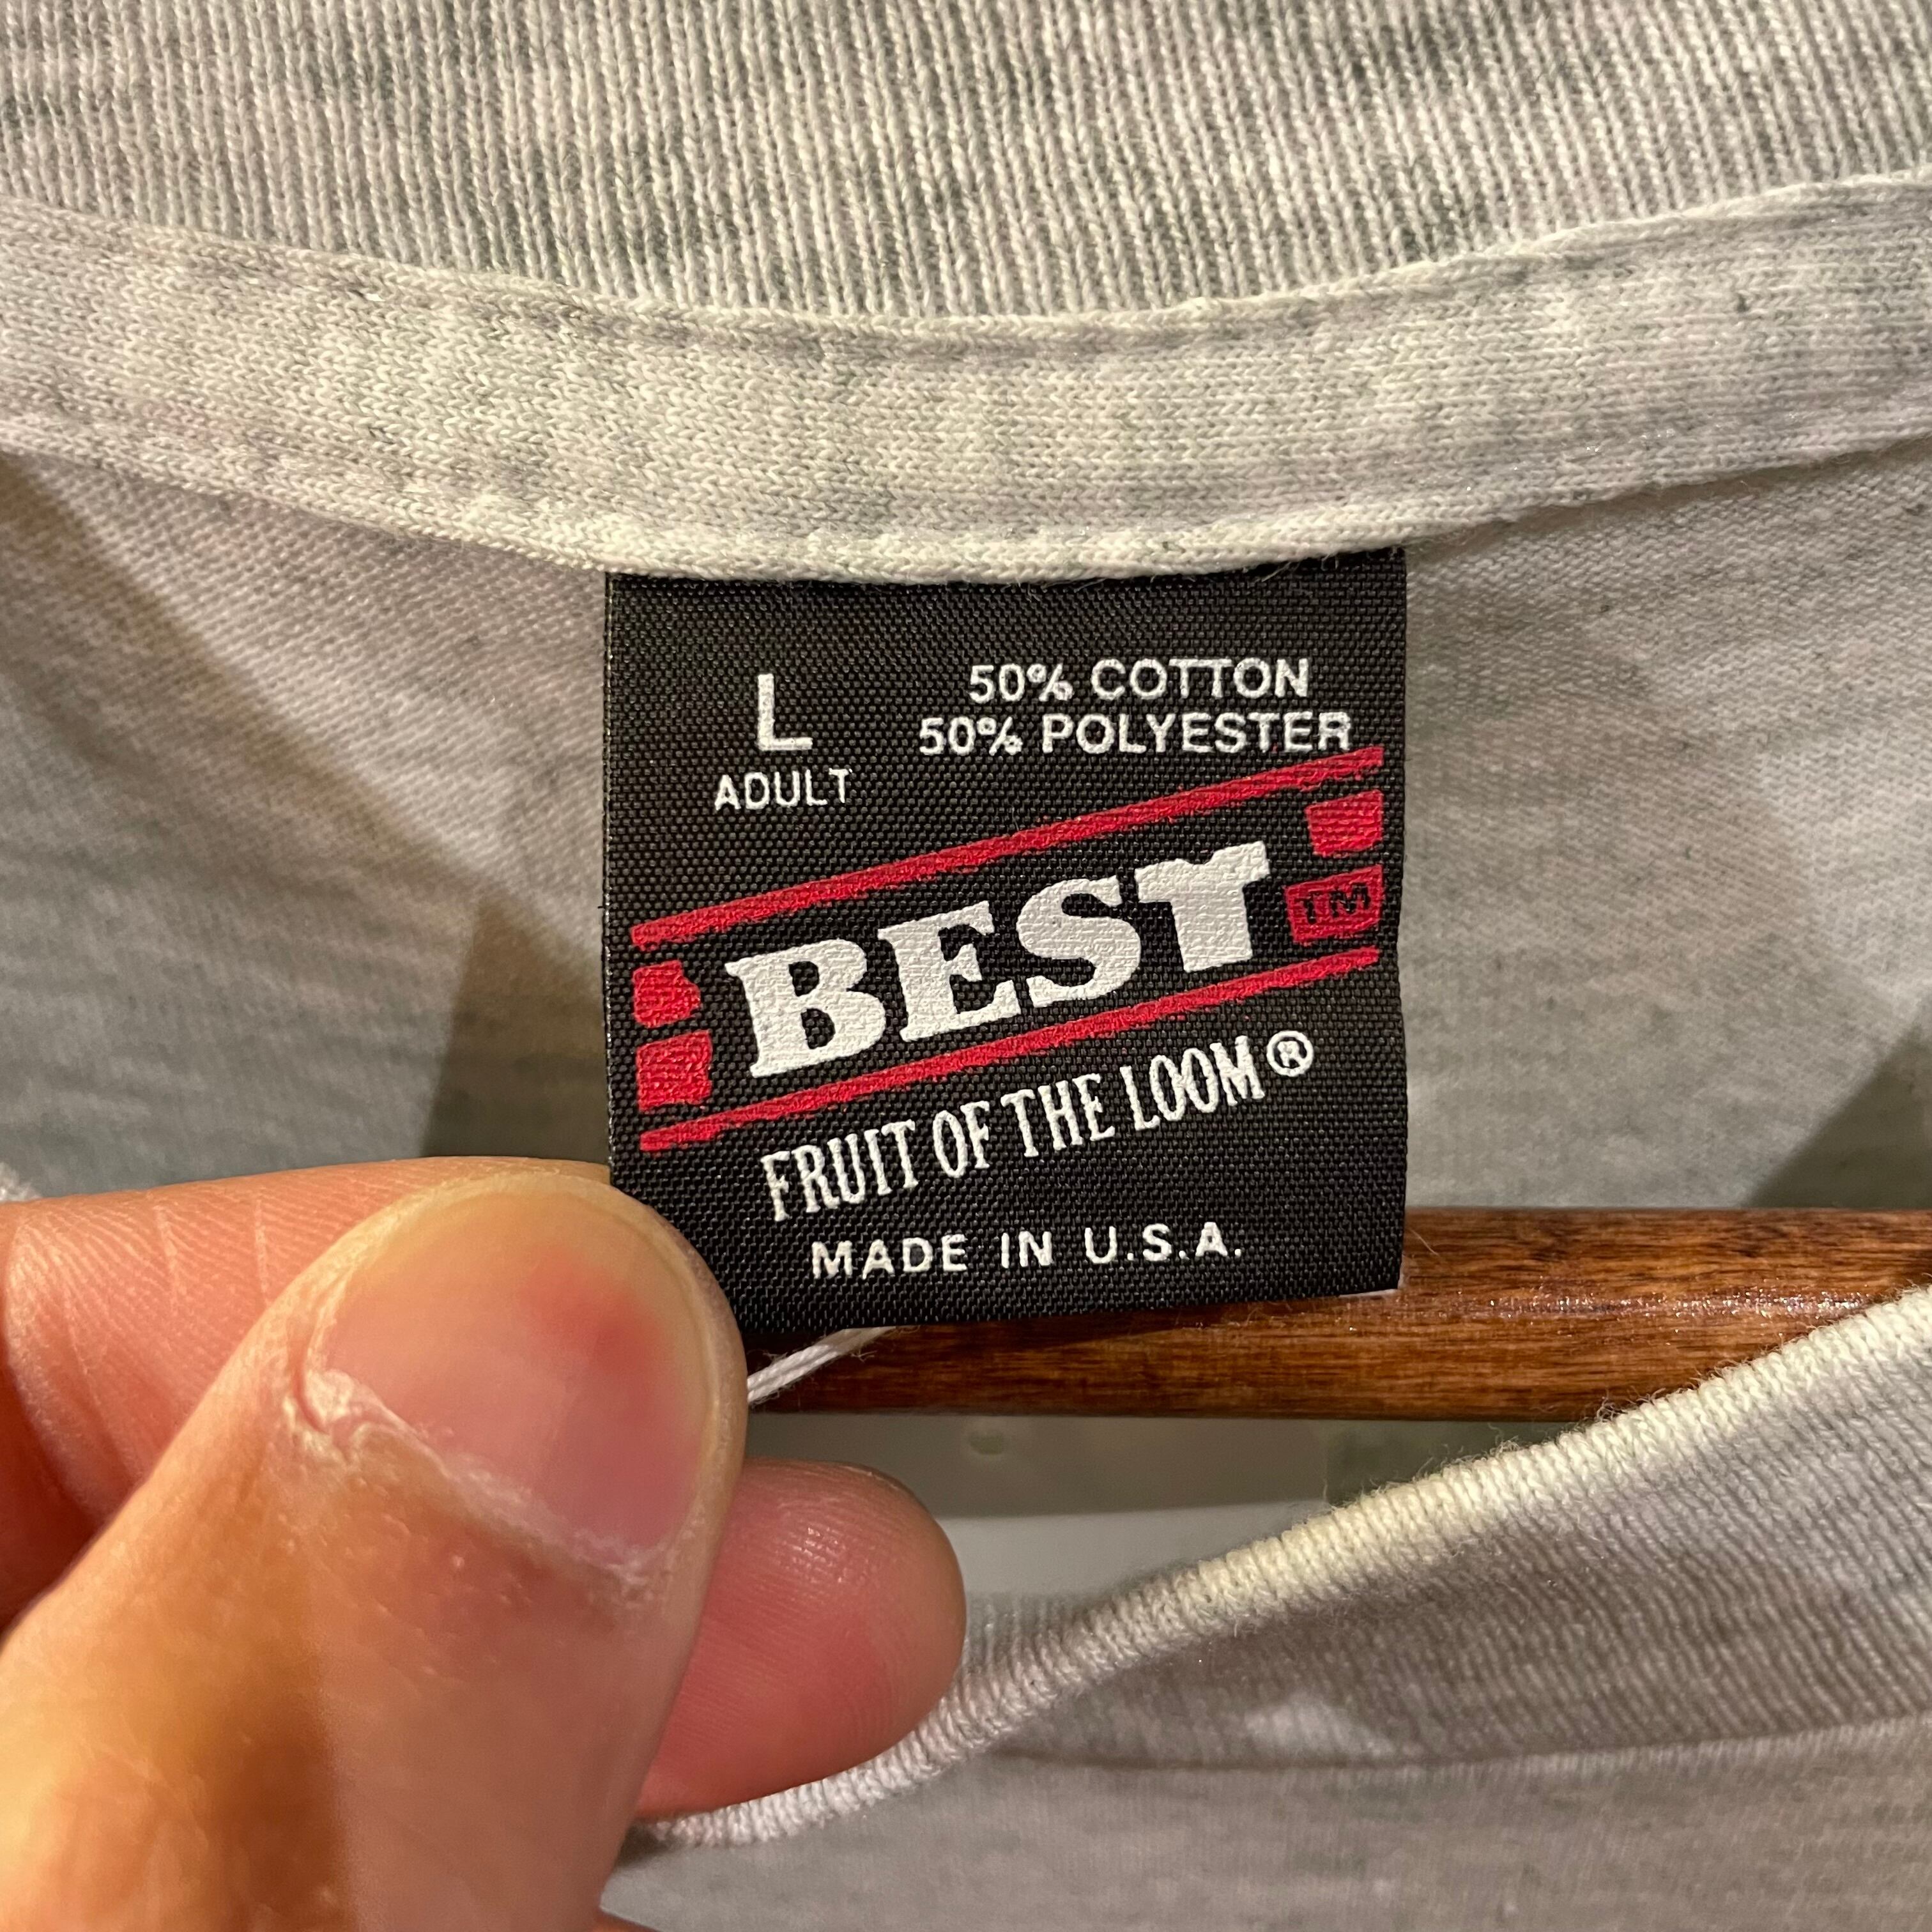 L
ADULT
50% COTTON
50% POLYESTER
BEST
TM
FRUIT OF THE LOOM®
MADE IN U.S.A.